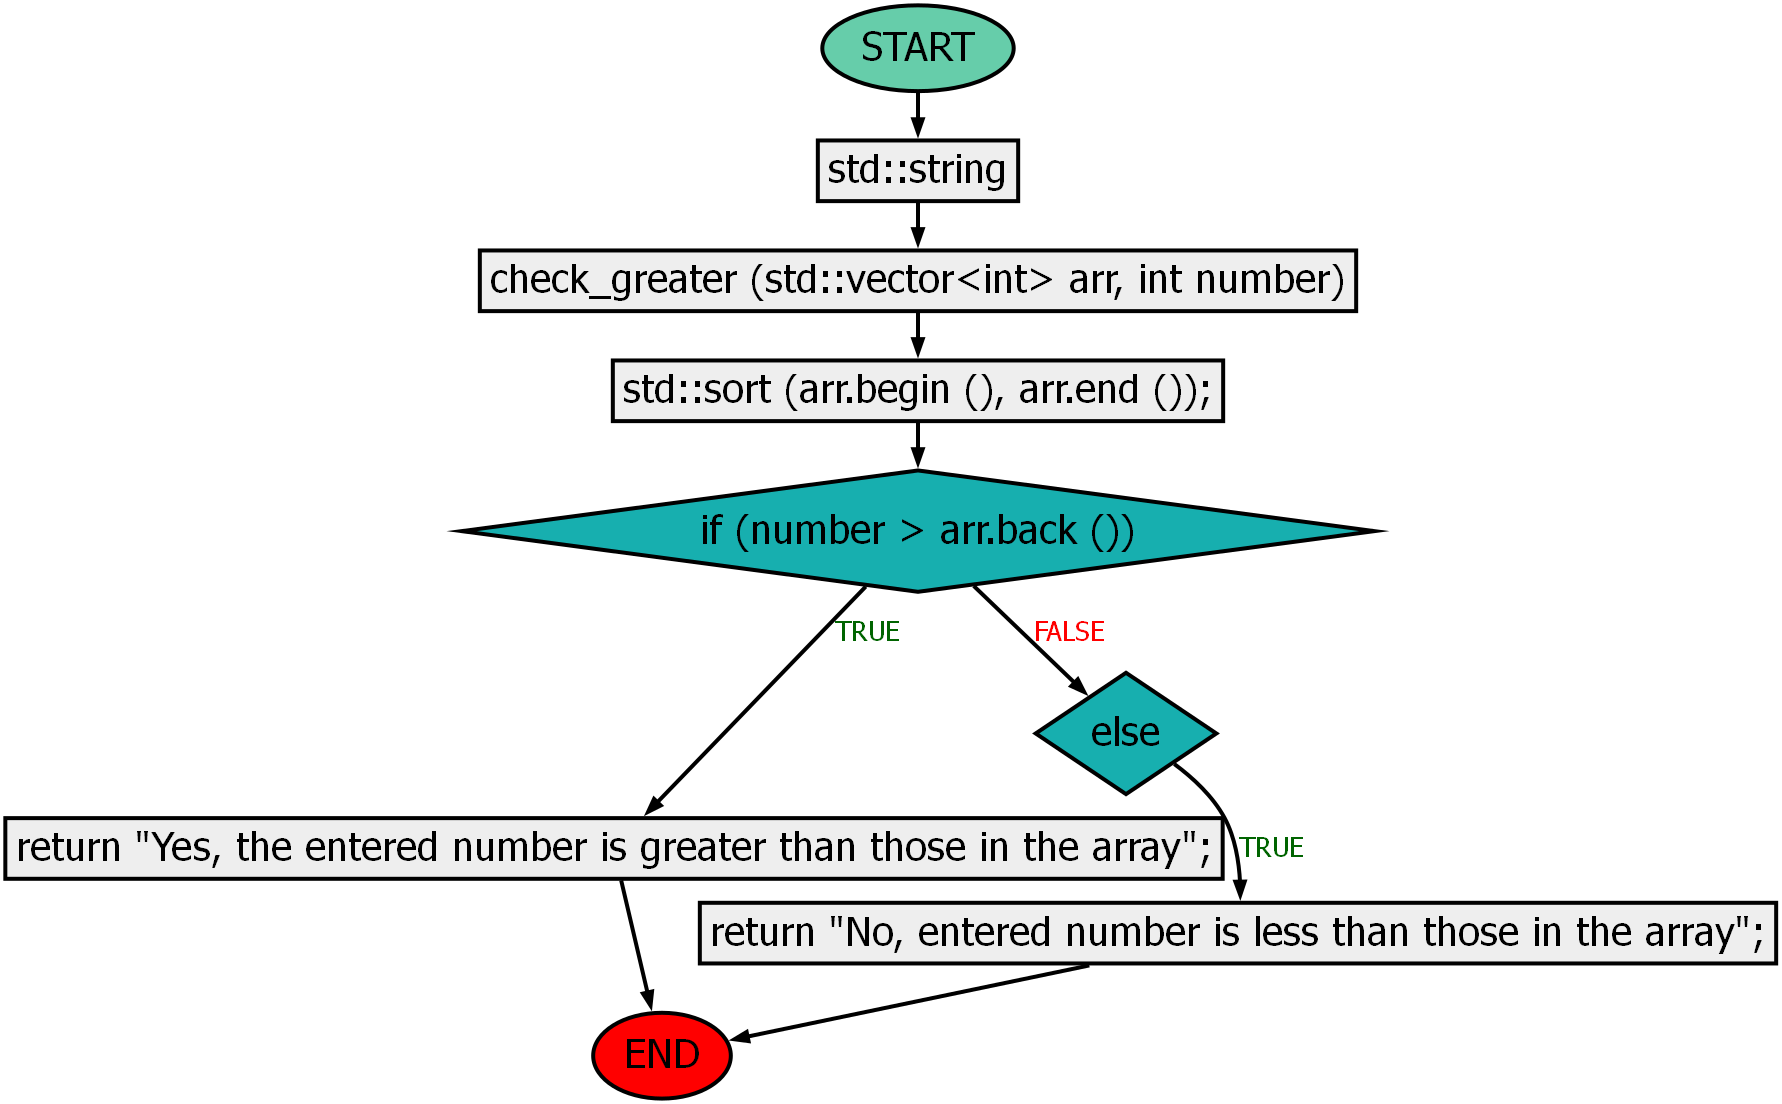 START
std::string
check_greater (std::vector<int> arr, int number)
std::sort (arr.begin (), arr.end ());
if (number > arr.back ())
TRUE
FALSE
else
return "Yes, the entered number is greater than those in the array";
TRUE
return "No, entered number is less than those in the array";
END